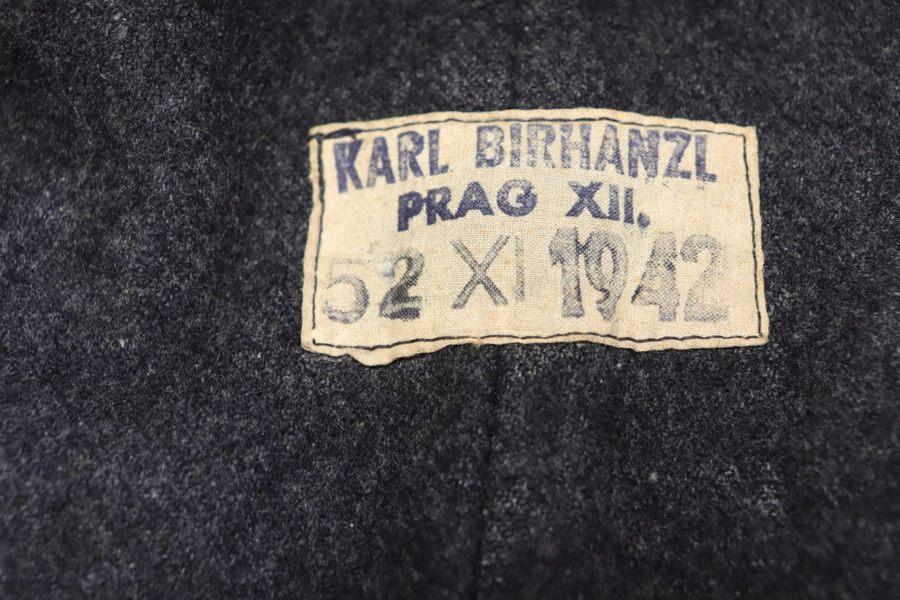 KARL BIRHANZL
PRAG XII.
52 XI 1942